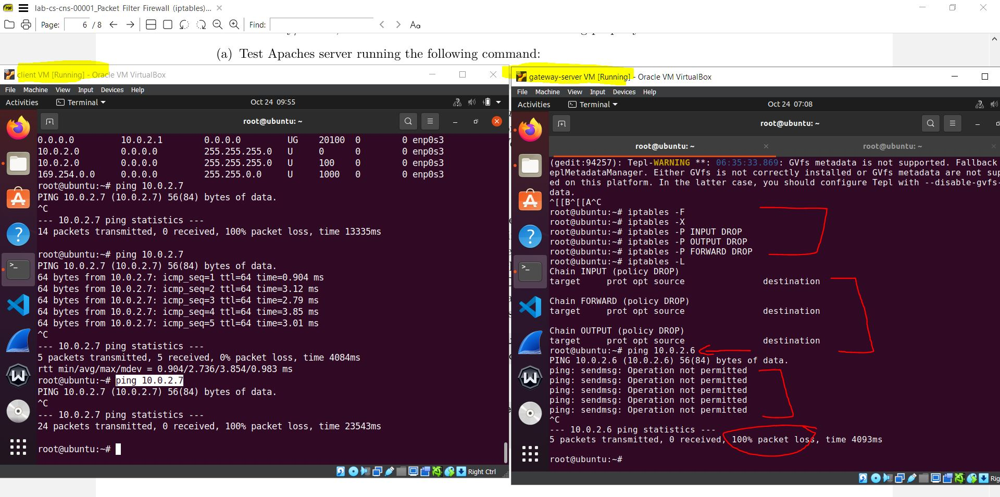 lab-cs-cns-00001_Packet Filter Firewall (iptables)...
Page: 6 / 8 Find: Aa
(a) Test Apaches server running the following command:
client VM [Running] - Oracle VM VirtualBox
File Machine View Input Devices Help
Activities Terminal Oct 24 09:55
root@ubuntu: ~
0.0.0.0 10.0.2.1 0.0.0.0 UG 20100 0 0 enp0s3
10.0.2.0 0.0.0.0 255.255.255.0 U 0 0 0 enp0s3
10.0.2.0 0.0.0.0 255.255.255.0 U 100 0 0 enp0s3
169.254.0.0 0.0.0.0 255.255.0.0 U 1000 0 0 enp0s3
root@ubuntu:~# ping 10.0.2.7
PING 10.0.2.7 (10.0.2.7) 56(84) bytes of data.
^C
--- 10.0.2.7 ping statistics ---
14 packets transmitted, 0 received, 100% packet loss, time 13335ms
root@ubuntu:~# ping 10.0.2.7
PING 10.0.2.7 (10.0.2.7) 56(84) bytes of data.
64 bytes from 10.0.2.7: icmp_seq=1 ttl=64 time=0.904 ms
64 bytes from 10.0.2.7: icmp_seq=2 ttl=64 time=3.12 ms
64 bytes from 10.0.2.7: icmp_seq=3 ttl=64 time=2.79 ms
64 bytes from 10.0.2.7: icmp_seq=4 ttl=64 time=3.85 ms
64 bytes from 10.0.2.7: icmp_seq=5 ttl=64 time=3.01 ms
^C
--- 10.0.2.7 ping statistics ---
5 packets transmitted, 5 received, 0% packet loss, time 4084ms
rtt min/avg/max/mdev = 0.904/2.736/3.854/0.983 ms
root@ubuntu:~# ping 10.0.2.7
PING 10.0.2.7 (10.0.2.7) 56(84) bytes of data.
^C
--- 10.0.2.7 ping statistics ---
24 packets transmitted, 0 received, 100% packet loss, time 23543ms
root@ubuntu:~#
Right Ctrl
gateway-server VM [Running] - Oracle VM VirtualBox
File Machine View Input Devices Help
Activities Terminal Oct 24 07:08
root@ubuntu: ~
root@ubuntu: ~ root@ubuntu: ~
(gedit:94257): Tepl-WARNING **: 06:35:33.869: GVfs metadata is not supported. Fallback
eplMetadataManager. Either GVfs is not correctly installed or GVfs metadata are not sup
ed on this platform. In the latter case, you should configure Tepl with --disable-gvfs-
data.
^[[B^[[A^C
root@ubuntu:~# iptables -F
root@ubuntu:~# iptables -X
root@ubuntu:~# iptables -P INPUT DROP
root@ubuntu:~# iptables -P OUTPUT DROP
root@ubuntu:~# iptables -P FORWARD DROP
root@ubuntu:~# iptables -L
Chain INPUT (policy DROP)
target prot opt source destination
Chain FORWARD (policy DROP)
target prot opt source destination
Chain OUTPUT (policy DROP)
target prot opt source destination
root@ubuntu:~# ping 10.0.2.6
PING 10.0.2.6 (10.0.2.6) 56(84) bytes of data.
ping: sendmsg: Operation not permitted
ping: sendmsg: Operation not permitted
ping: sendmsg: Operation not permitted
ping: sendmsg: Operation not permitted
ping: sendmsg: Operation not permitted
^C
--- 10.0.2.6 ping statistics ---
5 packets transmitted, 0 received, 100% packet loss, time 4093ms
root@ubuntu:~#
Rig